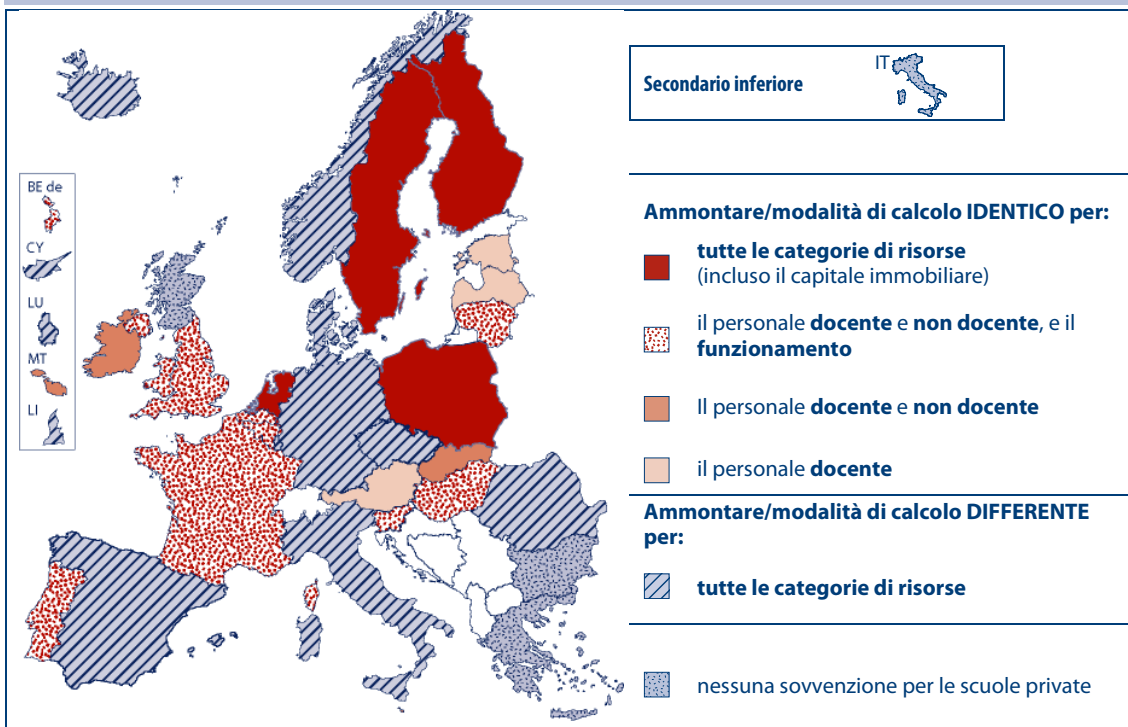 Secondario inferiore
IT
BE de
CY
LU
MT
LI
Ammontare/modalità di calcolo IDENTICO per:
tutte le categorie di risorse
(incluso il capitale immobiliare)
il personale docente e non docente, e il
funzionamento
Il personale docente e non docente
il personale docente
Ammontare/modalità di calcolo DIFFERENTE
per:
tutte le categorie di risorse
nessuna sovvenzione per le scuole private